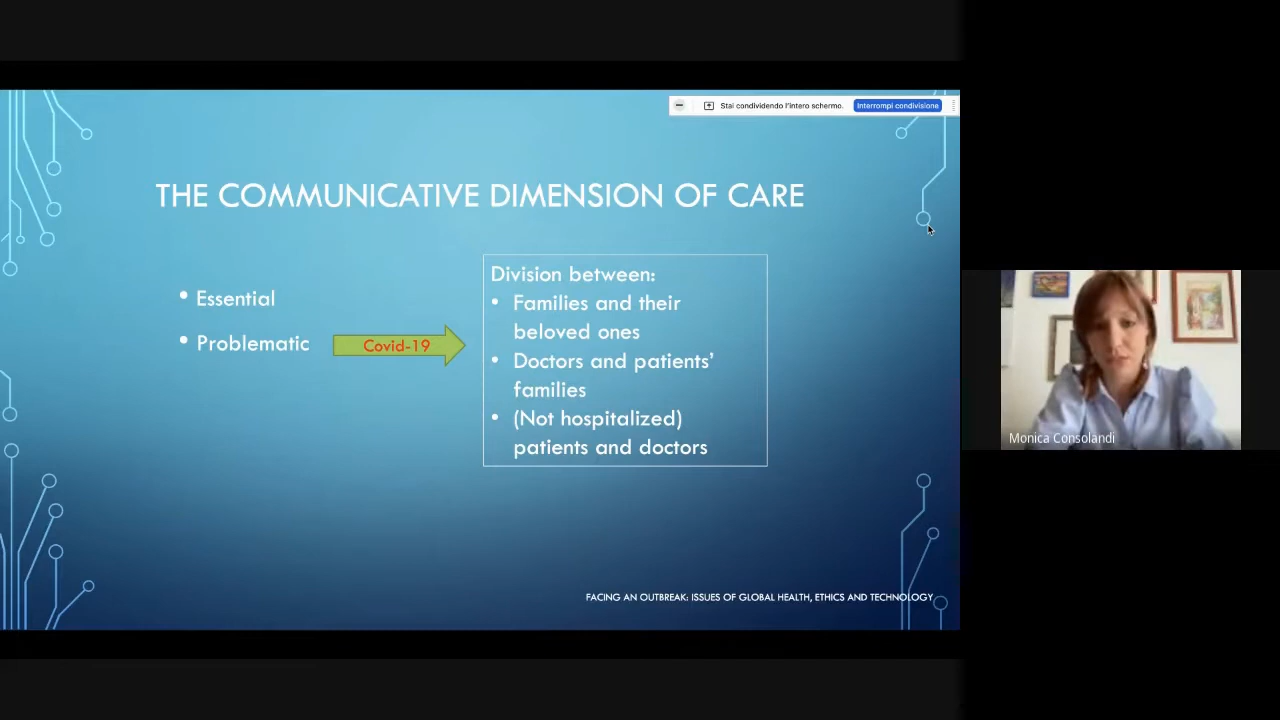 Stai condividendo l'intero schermo. Interrompi condivisione
THE COMMUNICATIVE DIMENSION OF CARE
• Essential
• Problematic
Covid-19
Division between:
• Families and their
beloved ones
• Doctors and patients’
families
• (Not hospitalized)
patients and doctors
FACING AN OUTBREAK: ISSUES OF GLOBAL HEALTH, ETHICS AND TECHNOLOGY
Monica Consolandi